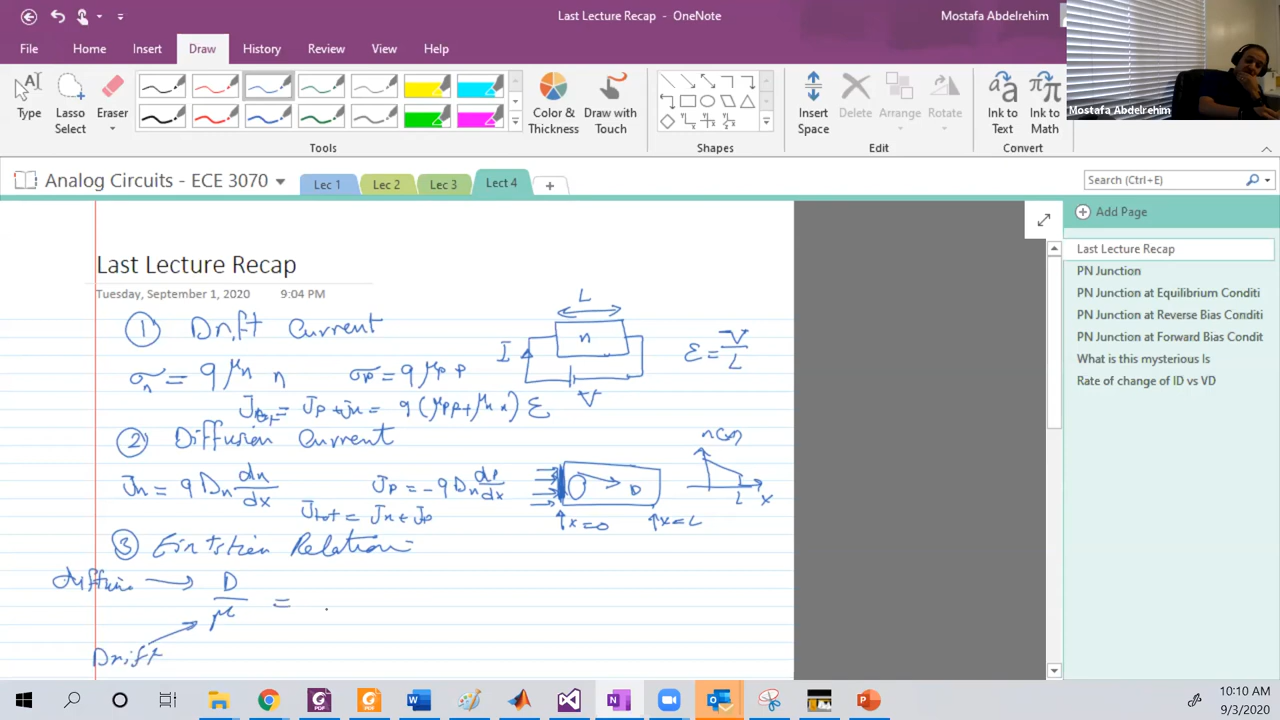 Last Lecture Recap - OneNote
Mostafa Abdelrehim
File Home Insert Draw History Review View Help
Type
Lasso Select
Eraser
Color & Thickness
Draw with Touch
Insert Space
Delete
Arrange
Rotate
Ink to Text
Ink to Math
Tools
Shapes
Edit
Convert
Mostafa Abdelrehim
Analog Circuits - ECE 3070
Lec 1 Lec 2 Lec 3 Lect 4
Search (Ctrl+E)
Add Page
Last Lecture Recap
PN Junction
PN Junction at Equilibrium Conditi
PN Junction at Reverse Bias Conditi
PN Junction at Forward Bias Condit
What is this mysterious Is
Rate of change of ID vs VD
Last Lecture Recap
Tuesday, September 1, 2020 9:04 PM
① Drift Current
σn = q μn n σp = q μp p
Jtot = Jp + Jn = q (μp p + μn n) ε
L
n
I
V
ε = V/L
② Diffusion Current
Jn = q Dn dn/dx Jp = -q Dn dp/dx
Jtot = Jn + Jp
D
x=0 x=L
n(x)
L x
③ Eintstien Relation
diffusion → D/μ =
Drift
10:10 AM
9/3/2020